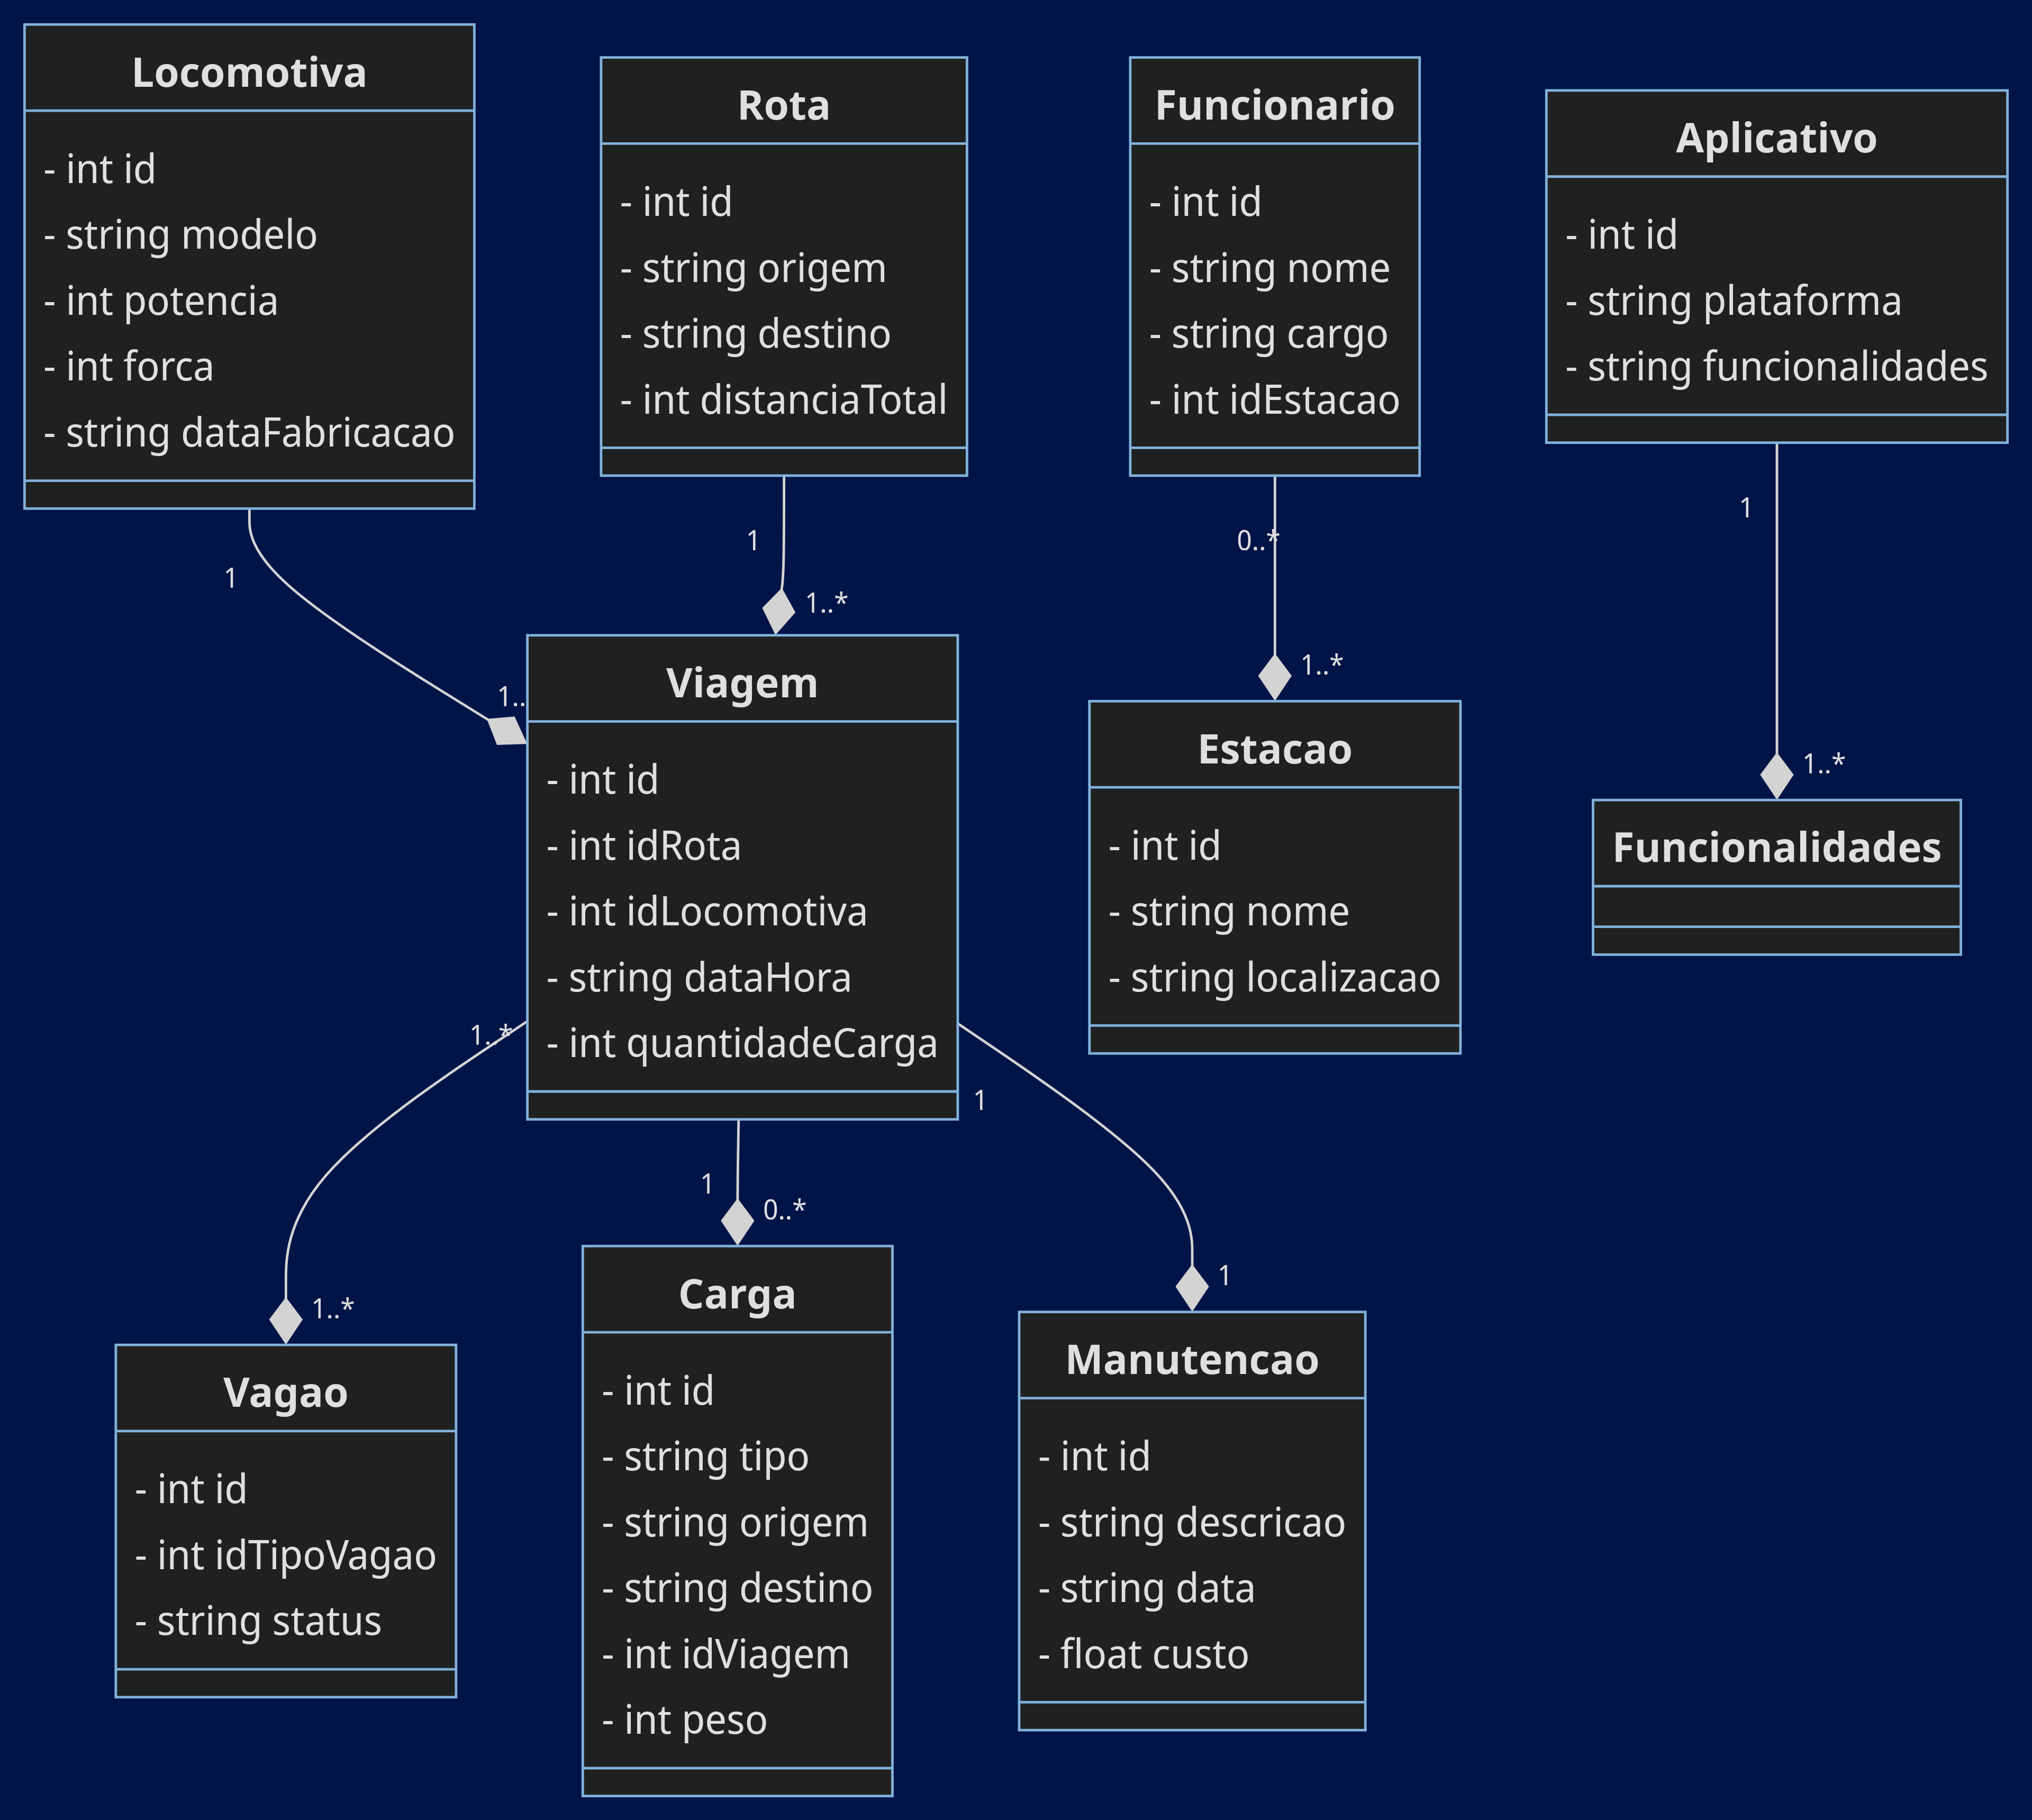 Locomotiva
- int id
- string modelo
- int potencia
- int forca
- string dataFabricacao
Rota
- int id
- string origem
- string destino
- int distanciaTotal
Funcionario
- int id
- string nome
- string cargo
- int idEstacao
Aplicativo
- int id
- string plataforma
- string funcionalidades
1
1..
1
1..*
0..*
1..*
1
1..*
Viagem
- int id
- int idRota
- int idLocomotiva
- string dataHora
- int quantidadeCarga
Estacao
- int id
- string nome
- string localizacao
Funcionalidades
1..*
1..*
1
0..*
1
1
Vagao
- int id
- int idTipoVagao
- string status
Carga
- int id
- string tipo
- string origem
- string destino
- int idViagem
- int peso
Manutencao
- int id
- string descricao
- string data
- float custo